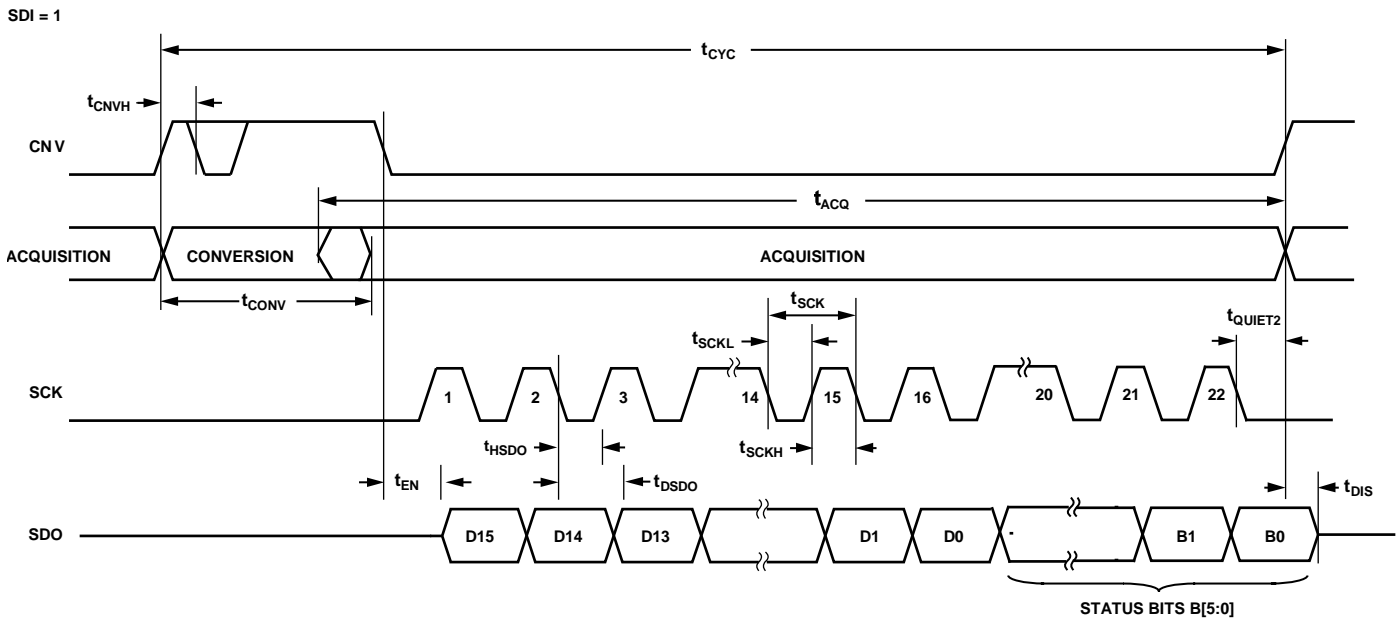 SDI = 1
tCYC
tCNVH
CNV
tACQ
ACQUISITION CONVERSION ACQUISITION
tCONV
tSCK
tQUIET2
tSCKL
SCK 1 2 3 14 15 16 20 21 22
tHSDO tSCKH
tEN tDSDO tDIS
SDO D15 D14 D13 D1 D0 B1 B0
STATUS BITS B[5:0]